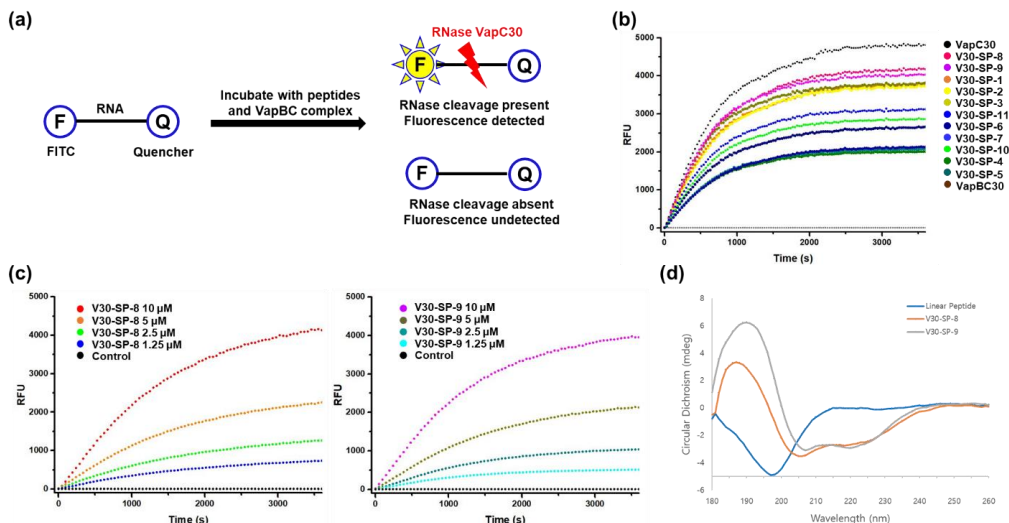 (a)
F
RNA
Q
FITC
Quencher
Incubate with peptides
and VapBC complex
RNase VapC30
F
Q
RNase cleavage present
Fluorescence detected
F
Q
RNase cleavage absent
Fluorescence undetected
(b)
5000
4000
3000
2000
1000
0
RFU
0
1000
2000
3000
Time (s)
VapC30
V30-SP-8
V30-SP-9
V30-SP-1
V30-SP-2
V30-SP-3
V30-SP-11
V30-SP-6
V30-SP-7
V30-SP-10
V30-SP-4
V30-SP-5
VapBC30
(c)
5000
4000
3000
2000
1000
0
RFU
V30-SP-8 10 μM
V30-SP-8 5 μM
V30-SP-8 2.5 μM
V30-SP-8 1.25 μM
Control
0
1000
2000
3000
Time (s)
5000
4000
3000
2000
1000
0
RFU
V30-SP-9 10 μM
V30-SP-9 5 μM
V30-SP-9 2.5 μM
V30-SP-9 1.25 μM
Control
0
1000
2000
3000
Time (s)
(d)
Linear Peptide
V30-SP-8
V30-SP-9
8
6
4
2
0
-2
-4
-6
Circular Dichroism (mdeg)
180
190
200
210
220
230
240
250
260
Wavelength (nm)